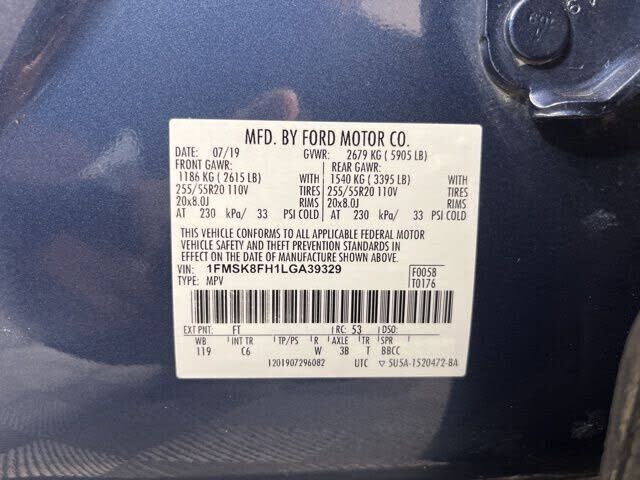 MFD. BY FORD MOTOR CO.
DATE: 07/19 GVWR: 2679 KG ( 5905 LB)
FRONT GAWR: REAR GAWR:
1186 KG ( 2615 LB) WITH 1540 KG ( 3395 LB) WITH
255/55R20 110V TIRES 255/55R20 110V TIRES
20x8.0J RIMS 20x8.0J RIMS
AT 230 kPa/ 33 PSI COLD AT 230 kPa/ 33 PSI COLD
THIS VEHICLE CONFORMS TO ALL APPLICABLE FEDERAL MOTOR
VEHICLE SAFETY AND THEFT PREVENTION STANDARDS IN
EFFECT ON THE DATE OF MANUFACTURE SHOWN ABOVE.
VIN: 1FMSK8FH1LGA39329 F0058
TYPE: MPV T0176
EXT PNT: FT RC: 53 DSO:
WB INT TR TP/PS R AXLE TR SPR
119 C6 W 3B T BBCC
1201907296082 UTC ▽ 5U5A-1520472-BA